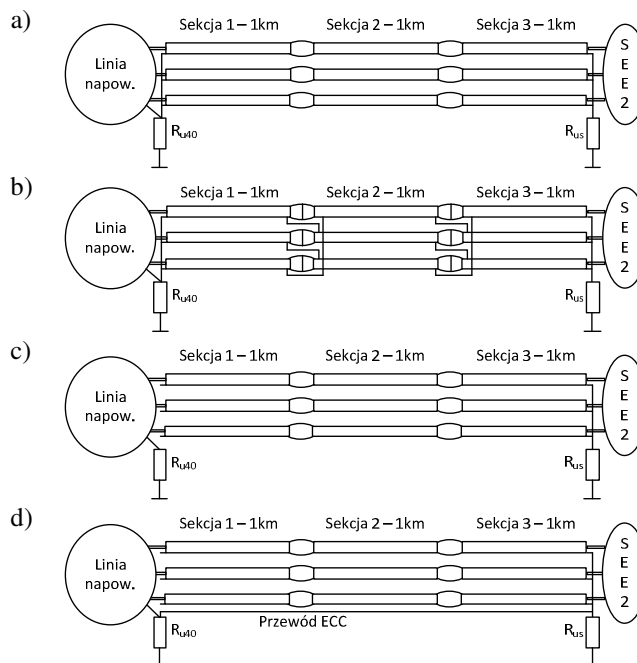 a)
Sekcja 1 – 1km Sekcja 2 – 1km Sekcja 3 – 1km
Linia
napow.
S
E
E
2
Ru40
Rus
b)
Sekcja 1 – 1km Sekcja 2 – 1km Sekcja 3 – 1km
Linia
napow.
S
E
E
2
Ru40
Rus
c)
Sekcja 1 – 1km Sekcja 2 – 1km Sekcja 3 – 1km
Linia
napow.
S
E
E
2
Ru40
Rus
d)
Sekcja 1 – 1km Sekcja 2 – 1km Sekcja 3 – 1km
Linia
napow.
S
E
E
2
Przewód ECC
Ru40
Rus